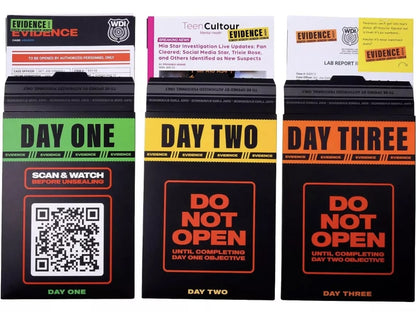 EVIDENCE!
WDI
EVIDENCE
TO BE OPENED BY AUTHORIZED PERSONNEL ONLY
DAY ONE
EVIDENCE EVIDENCE EVIDENCE EVIDENCE
SCAN & WATCH
BEFORE UNSEALING
DAY ONE
TeenCultour
Mental Health
BREAKING NEWS
EVIDENCE!
Mia Star Investigation Live Updates: Fan
Cleared; Social Media Star, Trixie Rose,
and Others Identified as New Suspects
DAY TWO
EVIDENCE EVIDENCE EVIDENCE EVIDENCE
DO
NOT
OPEN
UNTIL COMPLETING
DAY ONE OBJECTIVE
DAY TWO
EVIDENCE!
WDI
EVIDENCE!
LAB REPORT
DAY THREE
EVIDENCE EVIDENCE EVIDENCE EVIDENCE
DO
NOT
OPEN
UNTIL COMPLETING
DAY TWO OBJECTIVE
DAY THREE